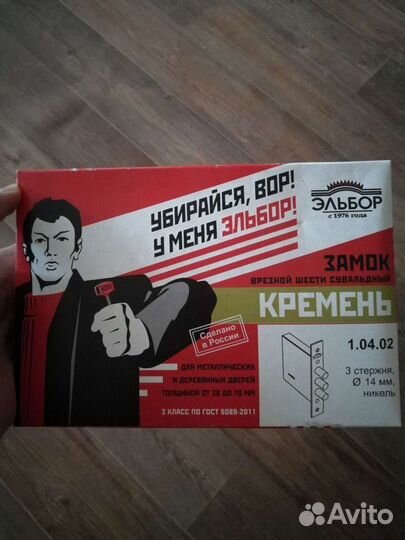 УБИРАЙСЯ, ВОР!
У МЕНЯ ЭЛЬБОР!
ЭЛЬБОР
с 1976 года
ЗАМОК
ВРЕЗНОЙ ШЕСТИ СУВАЛЬДНЫЙ
КРЕМЕНЬ
Сделано
в России
1.04.02
3 стержня,
Ø 14 мм,
никель
ДЛЯ МЕТАЛЛИЧЕСКИХ
И ДЕРЕВЯННЫХ ДВЕРЕЙ
ТОЛЩИНОЙ ОТ 30 ДО 70 ММ
3 КЛАСС ПО ГОСТ 5089-2011
Avito